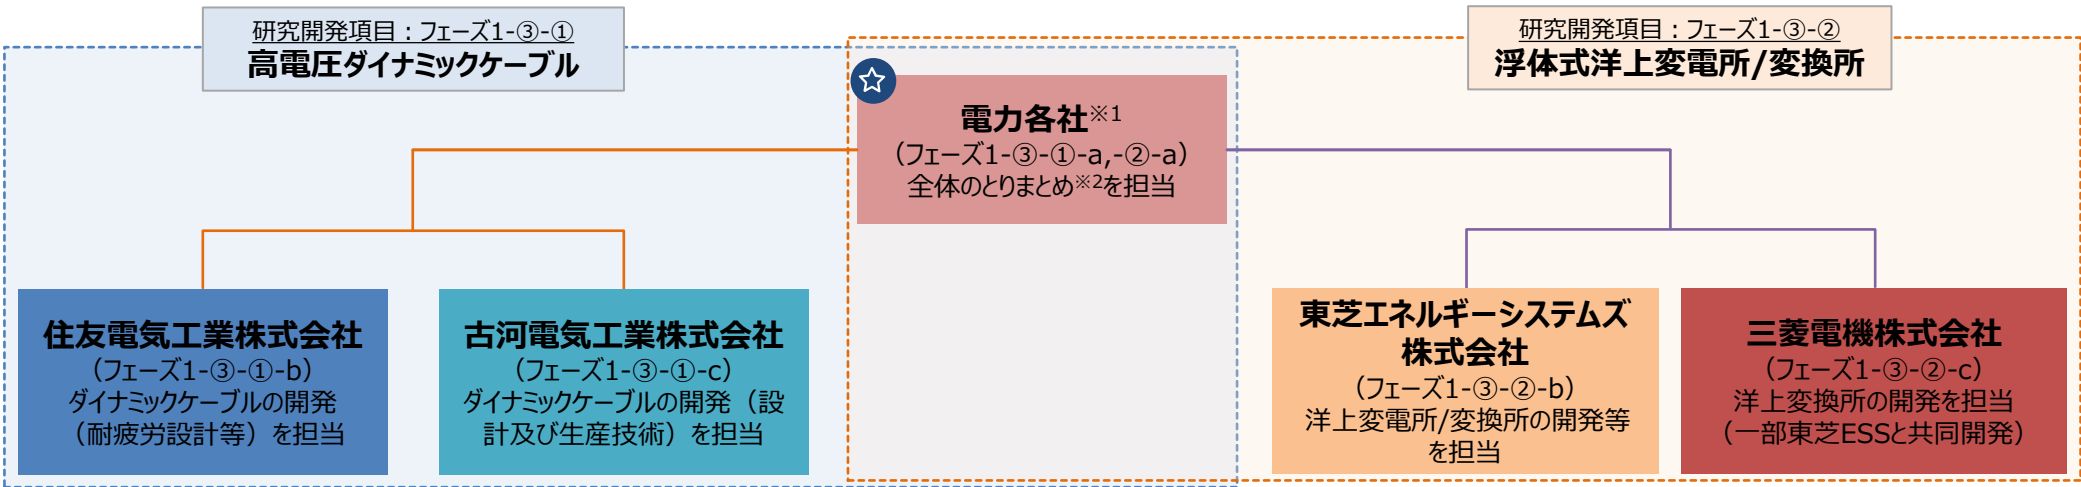 研究開発項目：フェーズ1-③-①
高電圧ダイナミックケーブル
研究開発項目：フェーズ1-③-②
浮体式洋上変電所/変換所
電力各社※1
（フェーズ1-③-①-a,-②-a）
全体のとりまとめ※2を担当
住友電気工業株式会社
（フェーズ1-③-①-b）
ダイナミックケーブルの開発
（耐疲労設計等）を担当
古河電気工業株式会社
（フェーズ1-③-①-c）
ダイナミックケーブルの開発（設
計及び生産技術）を担当
東芝エネルギーシステムズ
株式会社
（フェーズ1-③-②-b）
洋上変電所/変換所の開発等
を担当
三菱電機株式会社
（フェーズ1-③-②-c）
洋上変換所の開発を担当
（一部東芝ESSと共同開発）